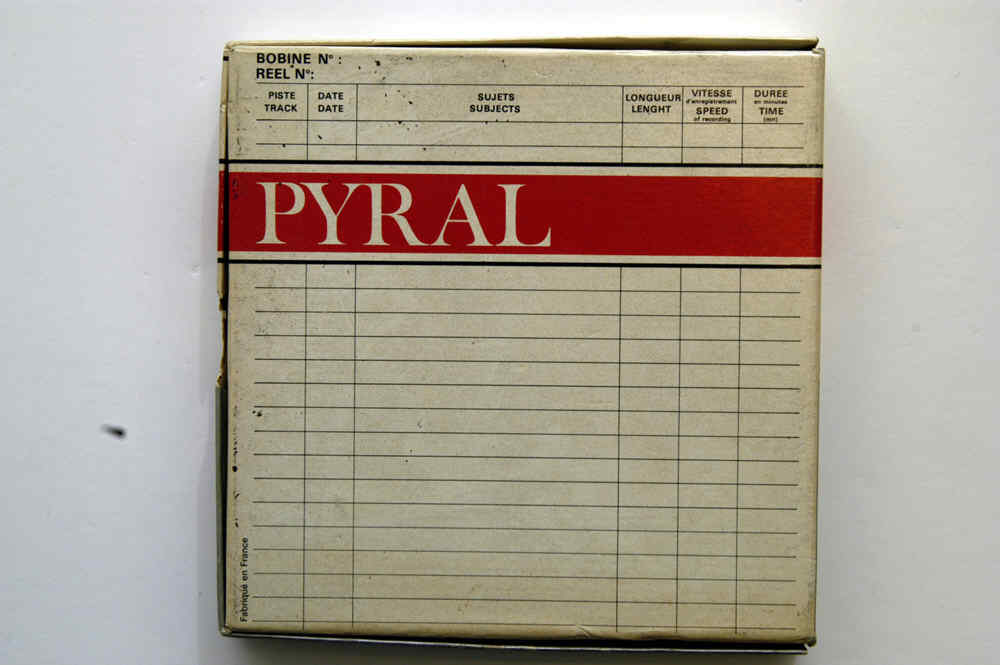 BOBINE N° :
REEL N°:
PISTE DATE SUJETS LONGUEUR VITESSE DUREE
d'enregistrement en minutes
TRACK DATE SUBJECTS LENGHT SPEED TIME
of recording (mn)
PYRAL
Fabriqué en France